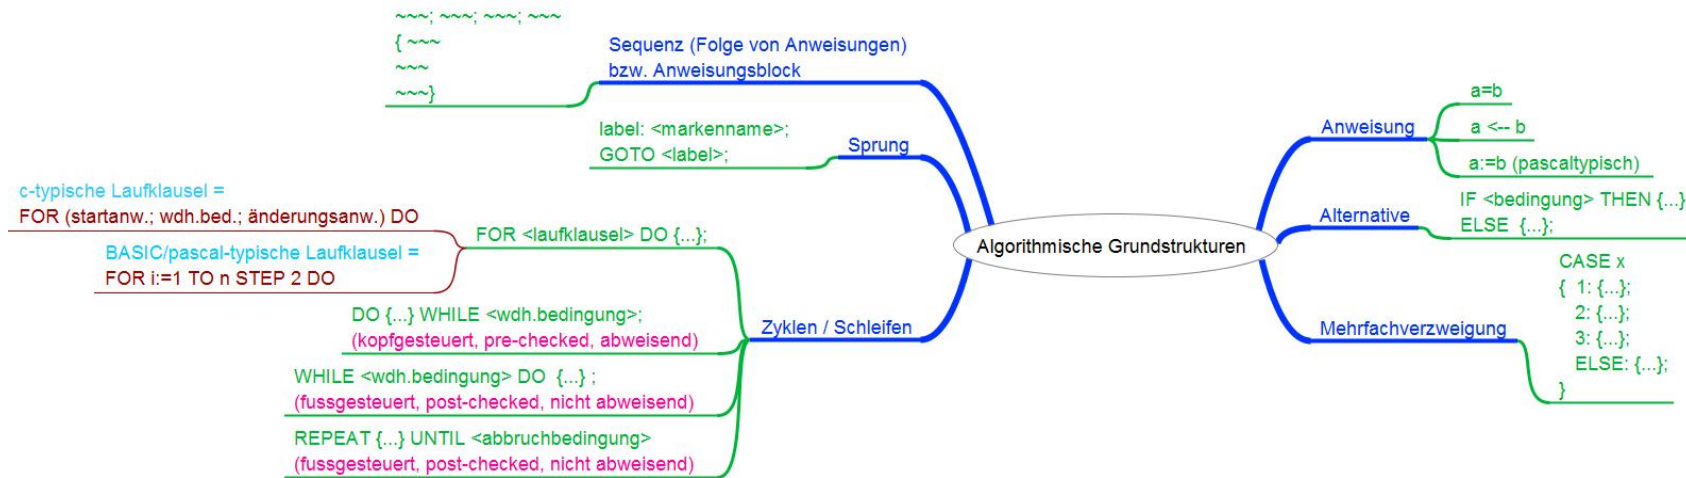 ~~~; ~~~; ~~~; ~~~
{ ~~~
~~~
~~~}
Sequenz (Folge von Anweisungen)
bzw. Anweisungsblock
label: <markenname>;
GOTO <label>;
Sprung
c-typische Laufklausel =
FOR (startanw.; wdh.bed.; änderungsanw.) DO
BASIC/pascal-typische Laufklausel =
FOR i:=1 TO n STEP 2 DO
FOR <laufklausel> DO {...};
DO {...} WHILE <wdh.bedingung>;
(kopfgesteuert, pre-checked, abweisend)
WHILE <wdh.bedingung> DO  {...} ;
(fussgesteuert, post-checked, nicht abweisend)
REPEAT {...} UNTIL <abbruchbedingung>
(fussgesteuert, post-checked, nicht abweisend)
Zyklen / Schleifen
Algorithmische Grundstrukturen
Anweisung
a=b
a <-- b
a:=b (pascaltypisch)
Alternative
IF <bedingung> THEN {...}
ELSE  {...};
Mehrfachverzweigung
CASE x
{  1: {...};
2: {...};
3: {...};
ELSE: {...};
}